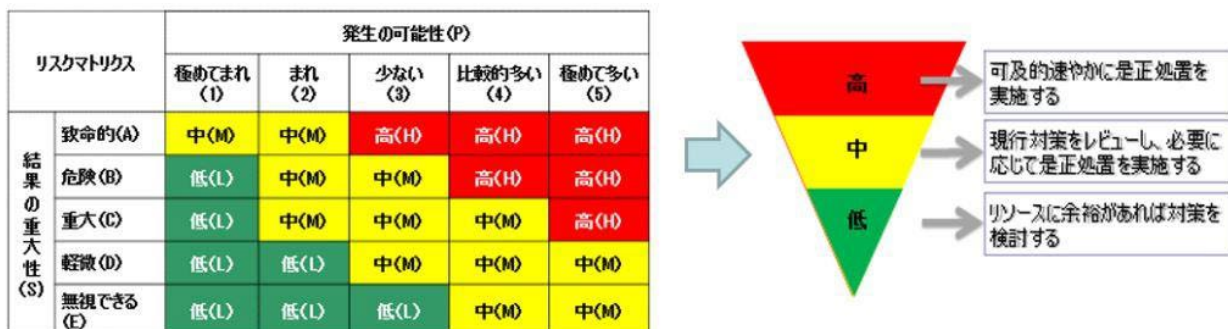 リスクマトリクス
発生の可能性(P)
極めてまれ
(1)
まれ
(2)
少ない
(3)
比較的多い
(4)
極めて多い
(5)
結果の重大性(S)
致命的(A) 中(M) 中(M) 高(H) 高(H) 高(H)
危険(B) 低(L) 中(M) 中(M) 高(H) 高(H)
重大(C) 低(L) 中(M) 中(M) 中(M) 高(H)
軽微(D) 低(L) 低(L) 中(M) 中(M) 中(M)
無視できる
(E) 低(L) 低(L) 低(L) 中(M) 中(M)
高
可及的速やかに是正処置を
実施する
中
現行対策をレビューし、必要に
応じて是正処置を実施する
低
リソースに余裕があれば対策を
検討する